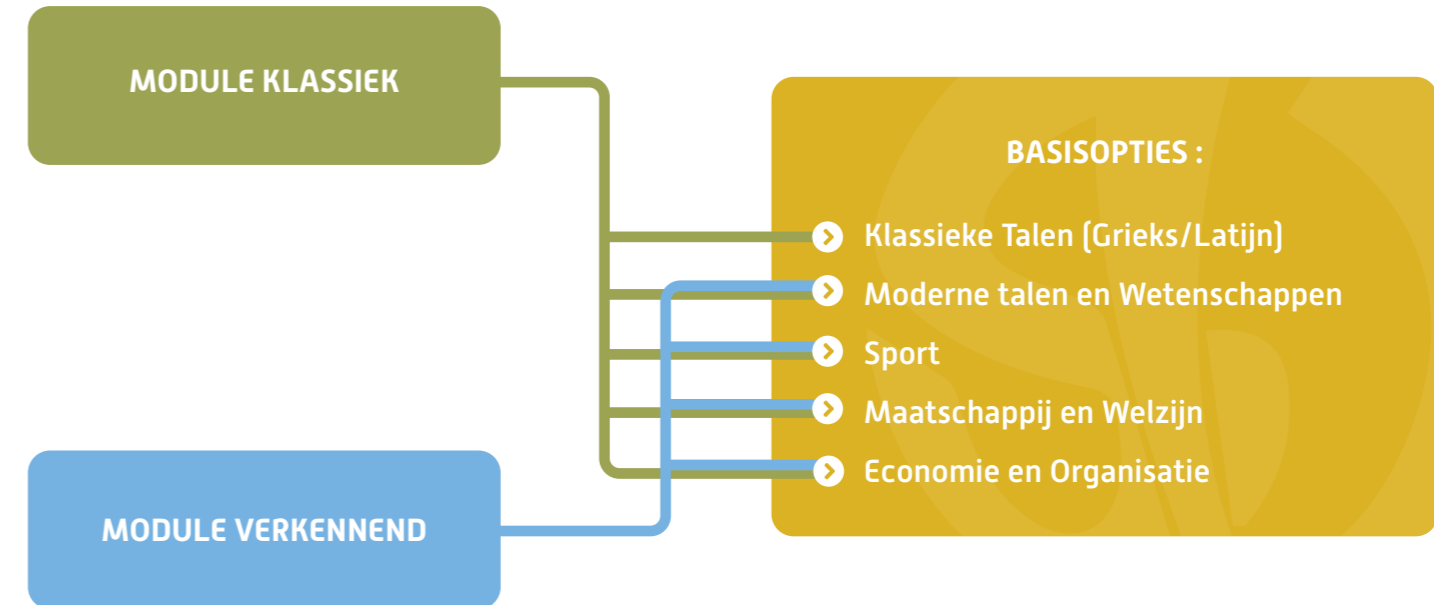 MODULE KLASSIEK
BASISOPTIES :
Klassieke Talen (Grieks/Latijn)
Moderne talen en Wetenschappen
Sport
Maatschappij en Welzijn
Economie en Organisatie
MODULE VERKENNEND